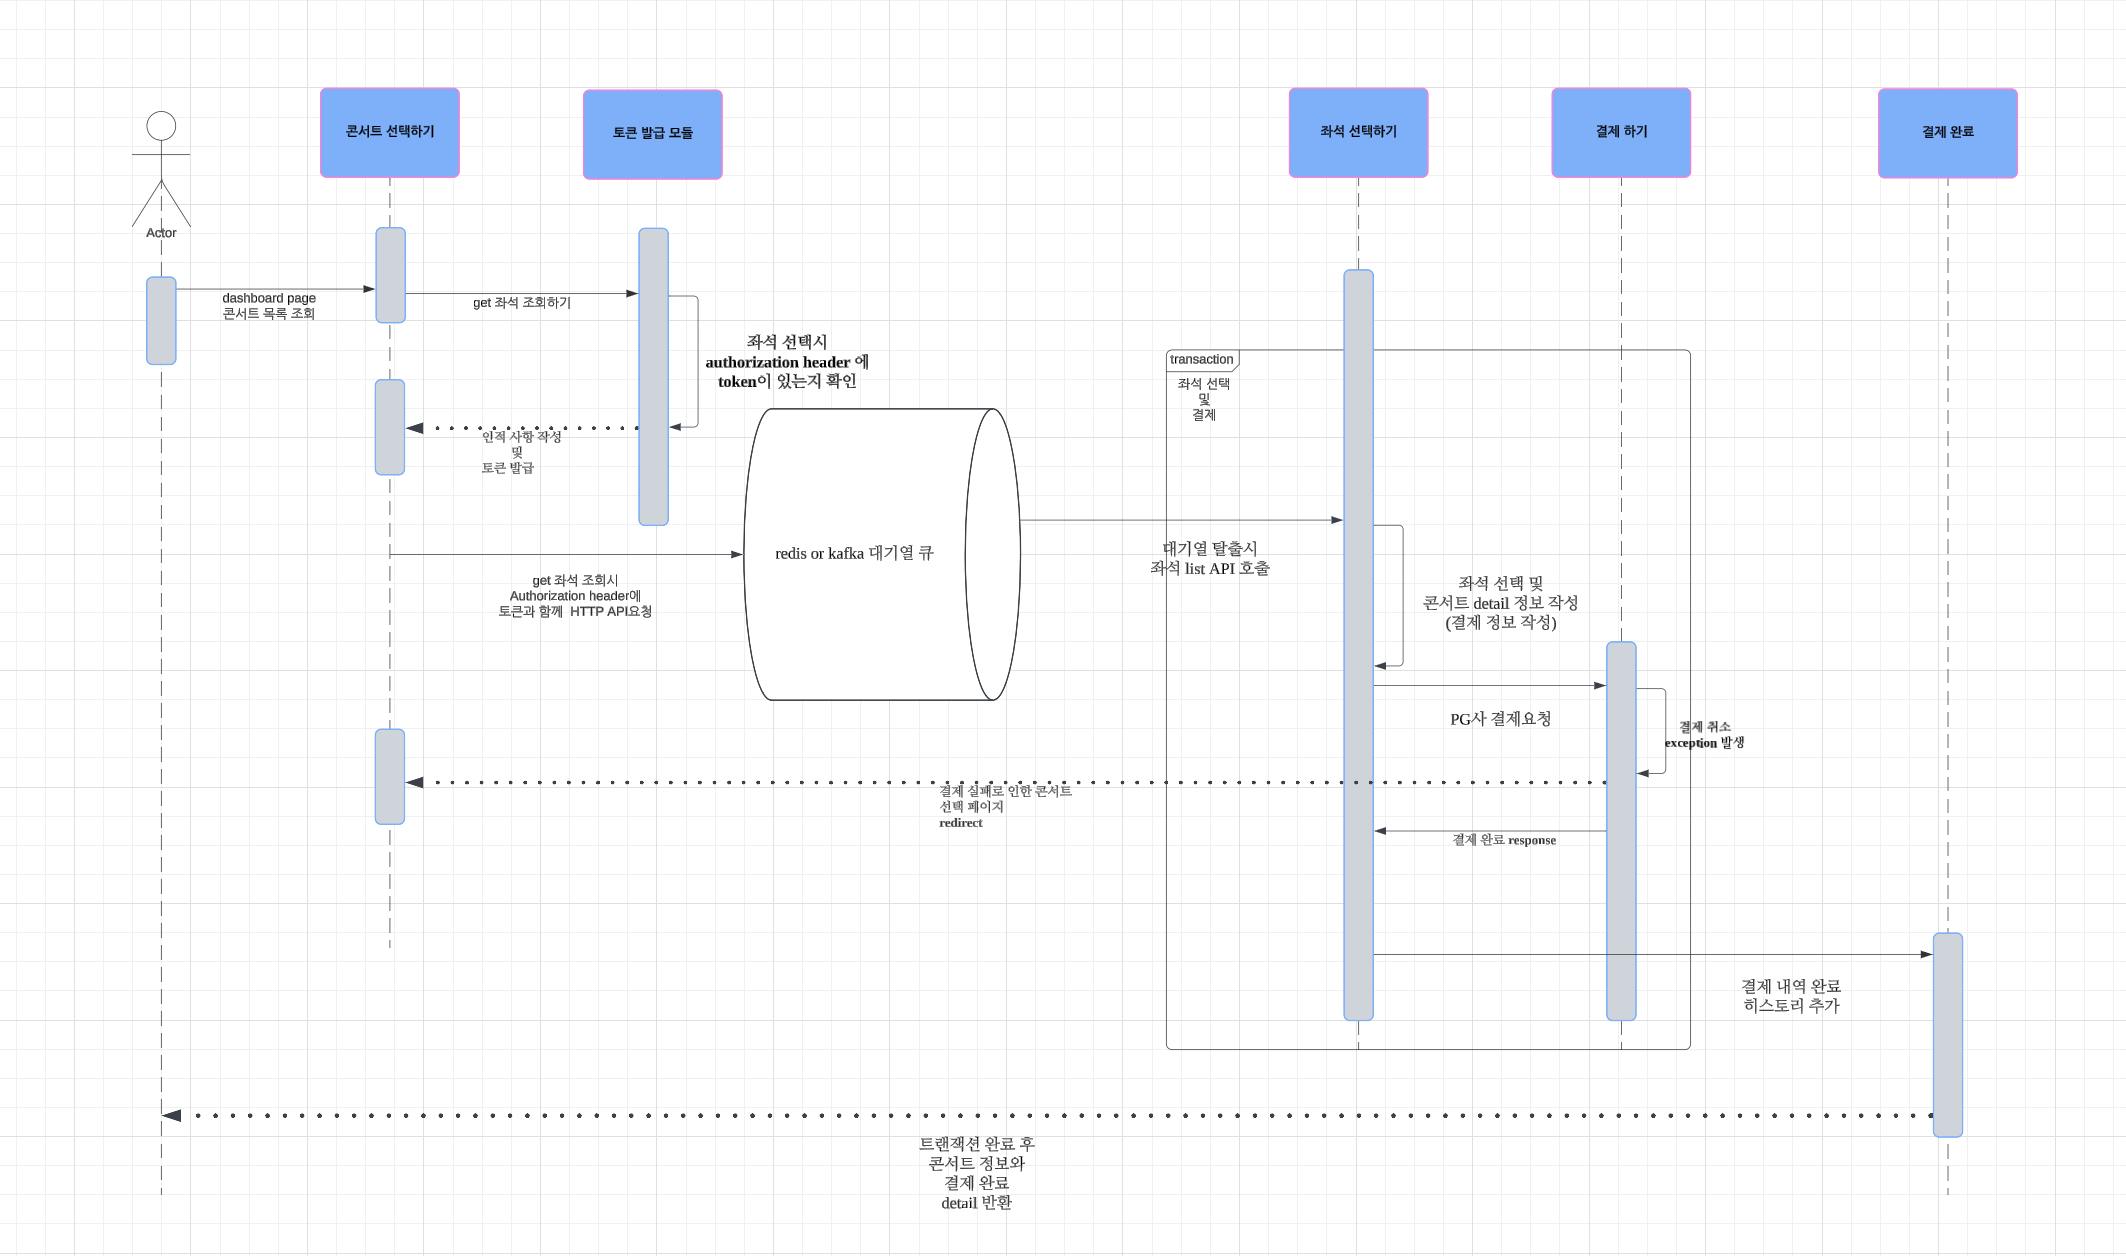 콘서트 선택하기
토큰 발급 모듈
좌석 선택하기
결제 하기
결제 완료
Actor
dashboard page
콘서트 목록 조회
get 좌석 조회하기
좌석 선택시
authorization header 에
token이 있는지 확인
transaction
좌석 선택
및
결제
인적 사항 작성
및
토큰 발급
redis or kafka 대기열 큐
대기열 탈출시
좌석 list API 호출
get 좌석 조회시
Authorization header에
토큰과 함께  HTTP API요청
좌석 선택 및
콘서트 detail 정보 작성
(결제 정보 작성)
PG사 결제요청
결제 취소
exception 발생
결제 실패로 인한 콘서트
선택 페이지
redirect
결제 완료 response
결제 내역 완료
히스토리 추가
트랜잭션 완료 후
콘서트 정보와
결제 완료
detail 반환